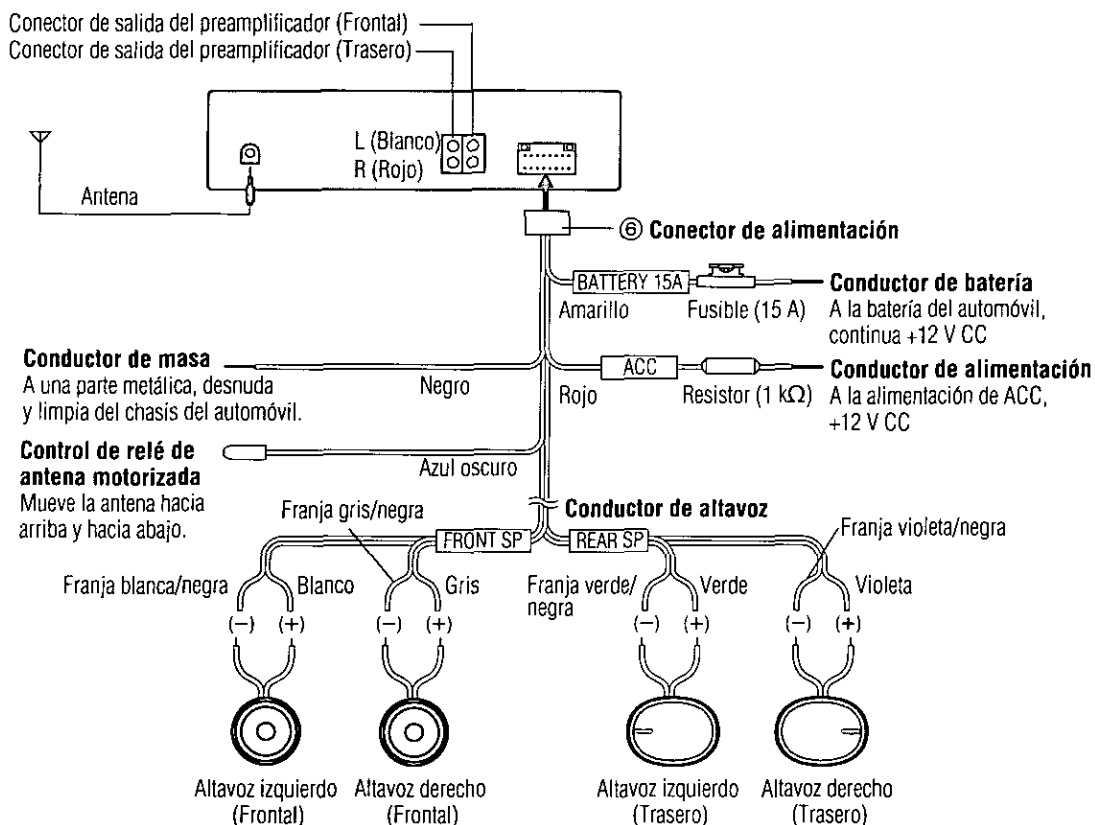 Conector de salida del preamplificador (Frontal)
Conector de salida del preamplificador (Trasero)
L (Blanco)
R (Rojo)
Antena
⑥ Conector de alimentación
BATTERY 15A
Amarillo
Fusible (15 A)
Conductor de batería
A la batería del automóvil,
continua +12 V CC
Conductor de masa
A una parte metálica, desnuda
y limpia del chasis del automóvil.
Negro
ACC
Rojo
Resistor (1 kΩ)
Conductor de alimentación
A la alimentación de ACC,
+12 V CC
Control de relé de
antena motorizada
Mueve la antena hacia
arriba y hacia abajo.
Azul oscuro
Conductor de altavoz
Franja gris/negra
FRONT SP
REAR SP
Franja violeta/negra
Franja blanca/negra
Blanco
Gris
Franja verde/
negra
Verde
Violeta
(−) (+) (−) (+) (−) (+) (−) (+)
Altavoz izquierdo
(Frontal)
Altavoz derecho
(Frontal)
Altavoz izquierdo
(Trasero)
Altavoz derecho
(Trasero)